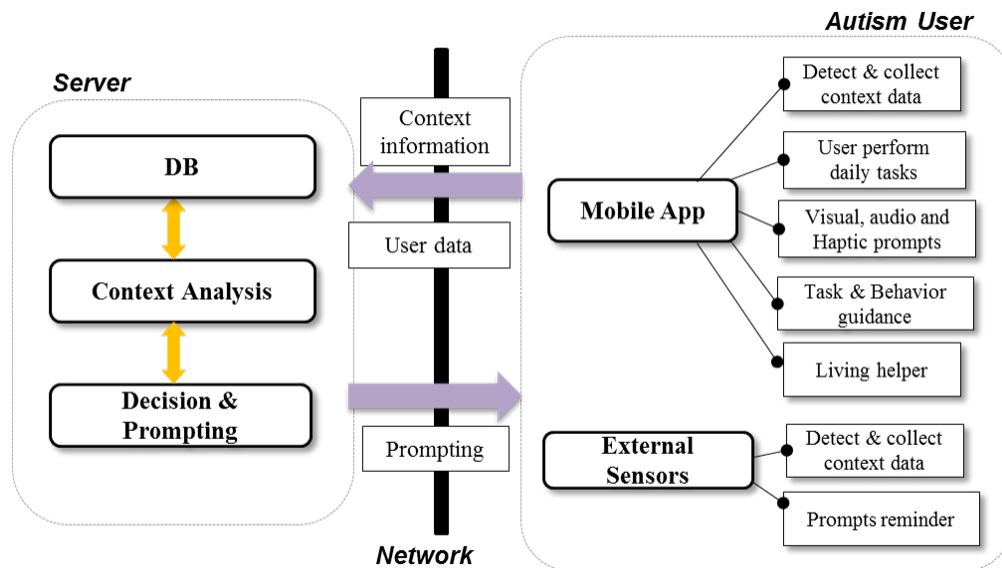 Autism User
Server
Detect & collect
context data
Context
information
DB
User perform
daily tasks
Mobile App
Visual, audio and
Haptic prompts
User data
Context Analysis
Task & Behavior
guidance
Living helper
Decision &
Prompting
Prompting
External
Sensors
Detect & collect
context data
Prompts reminder
Network